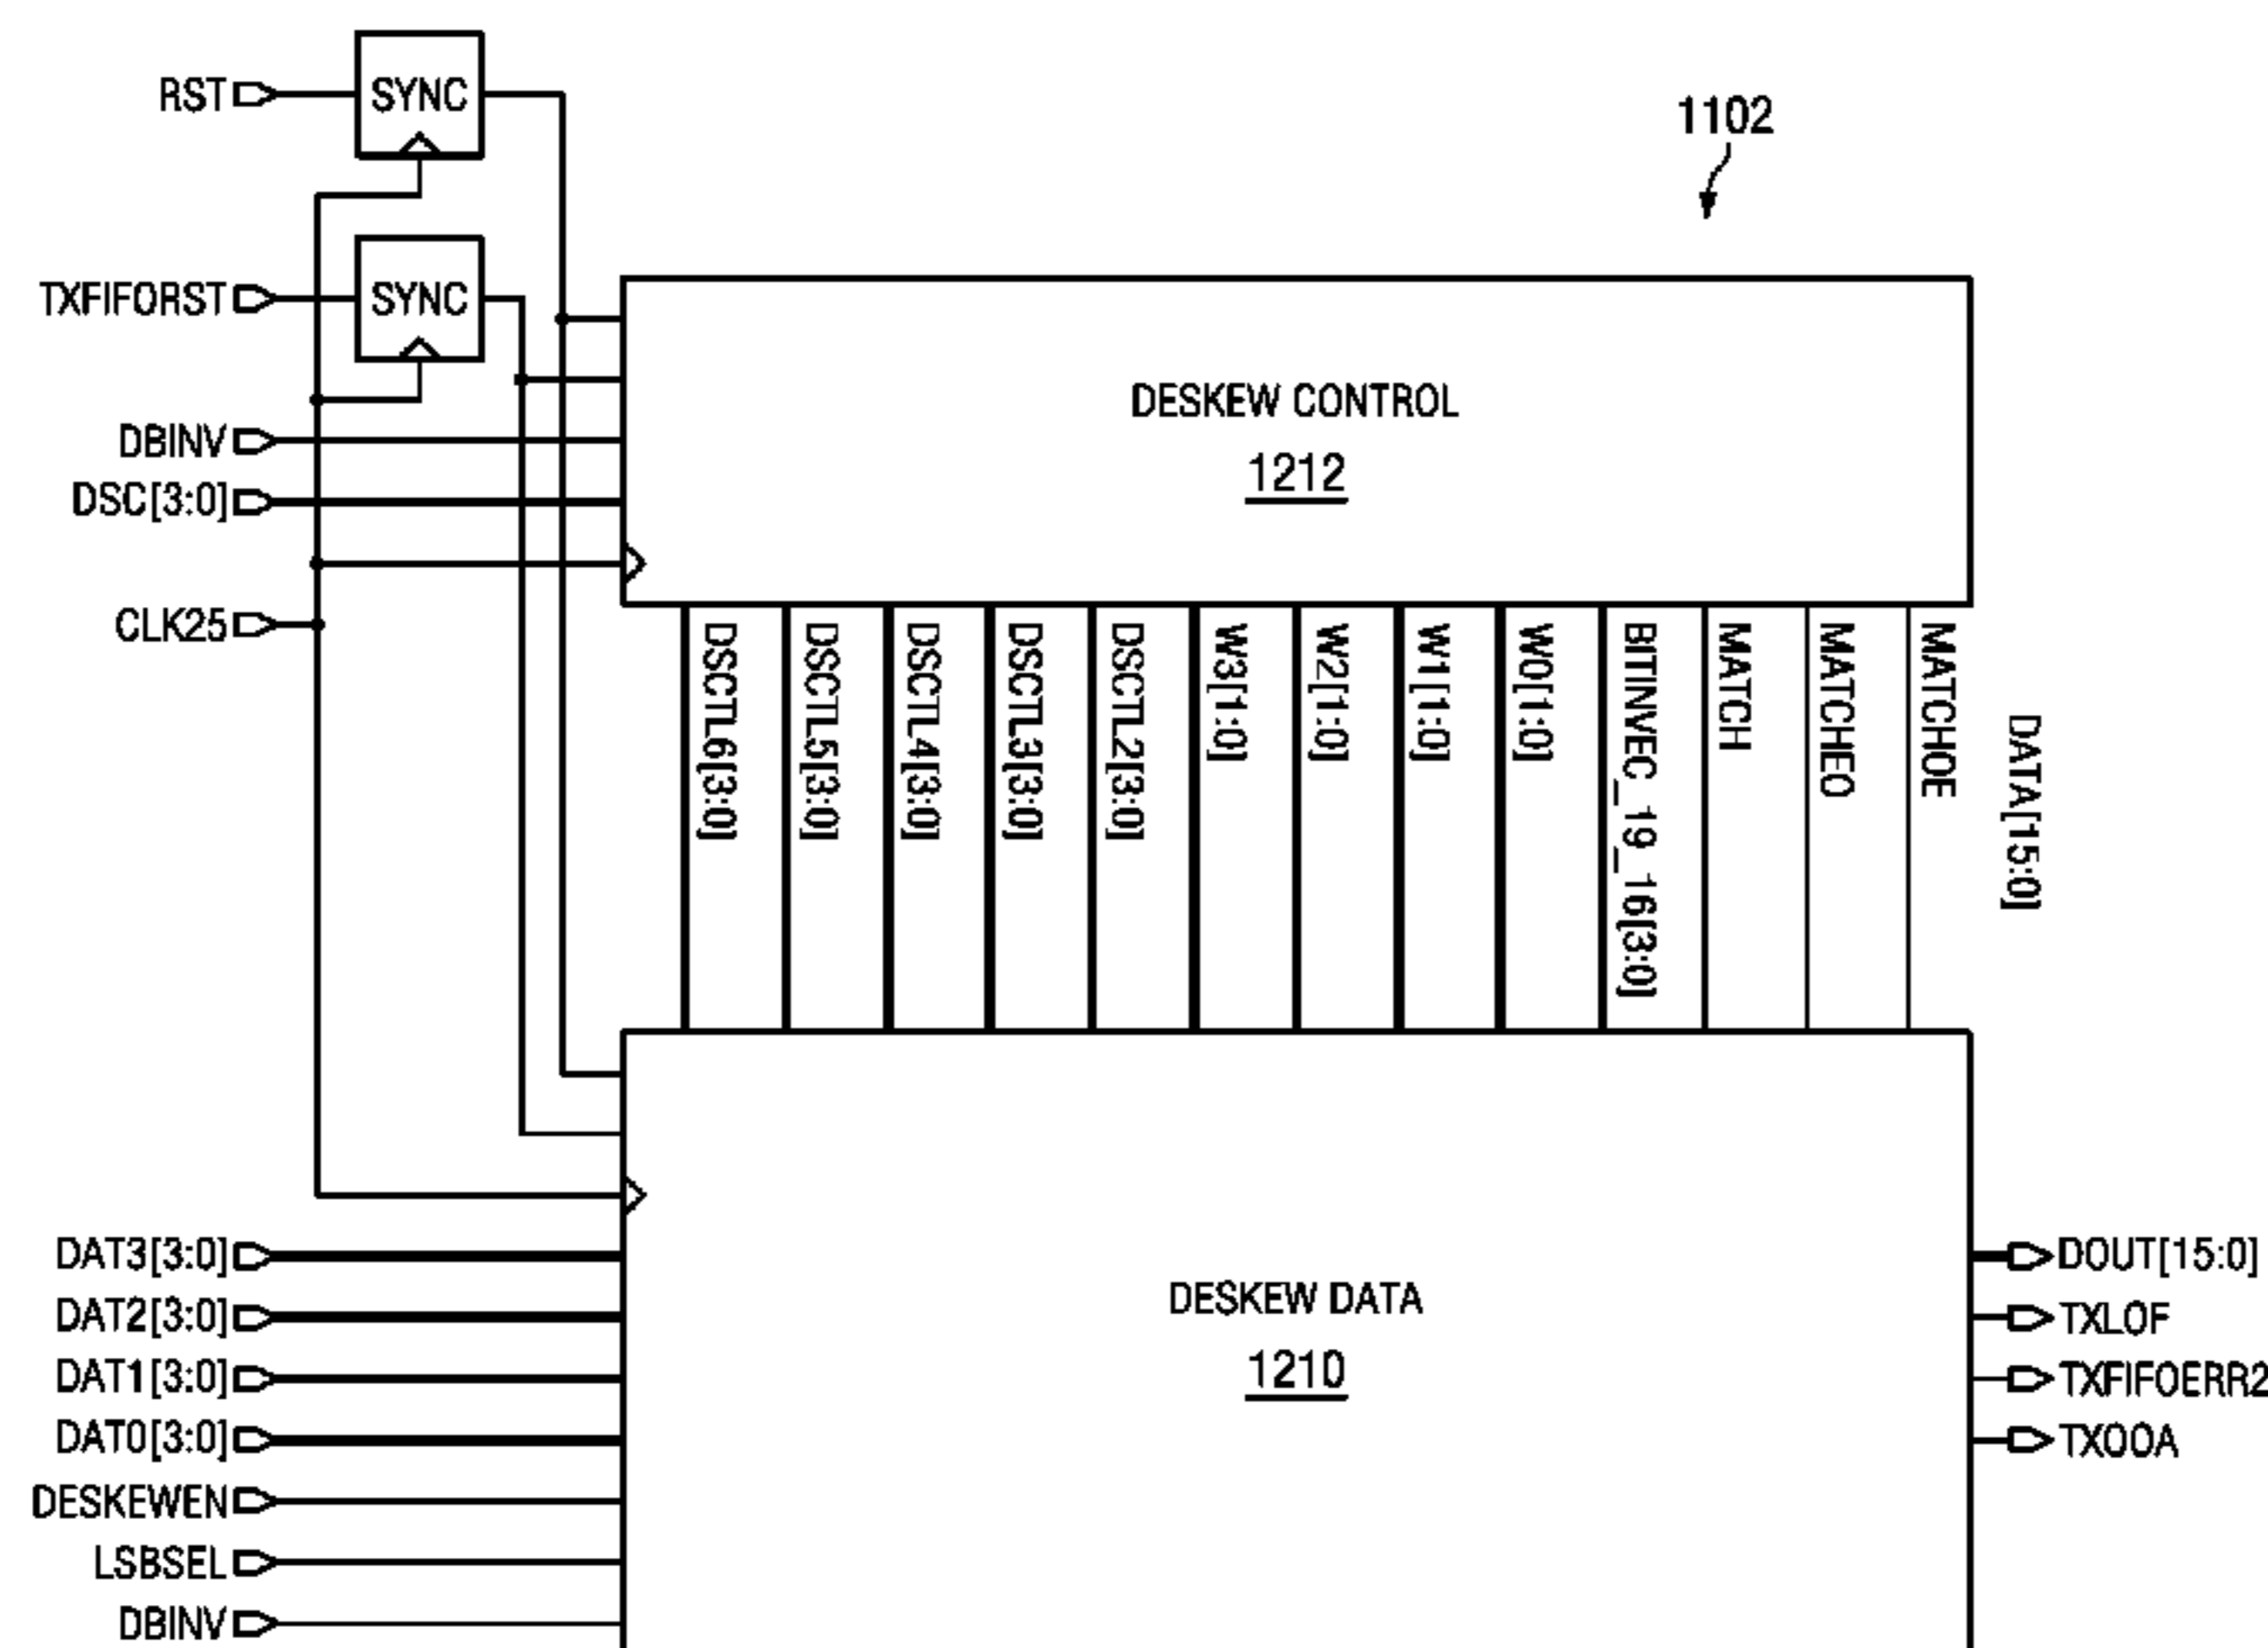 RST
SYNC
1102
TXFIFORST
SYNC
DESKEW CONTROL
1212
DBINV
DSC[3:0]
CLK25
DSCTL6[3:0]
DSCTL5[3:0]
DSCTL4[3:0]
DSCTL3[3:0]
DSCTL2[3:0]
W3[1:0]
W2[1:0]
W1[1:0]
W0[1:0]
BITINVEC_19_16[3:0]
MATCH
MATCHEO
MATCHOE
DATA[15:0]
DAT3[3:0]
DAT2[3:0]
DAT1[3:0]
DAT0[3:0]
DESKEWEN
LSBSEL
DBINV
DESKEW DATA
1210
DOUT[15:0]
TXLOF
TXFIFOERR2
TXOOA